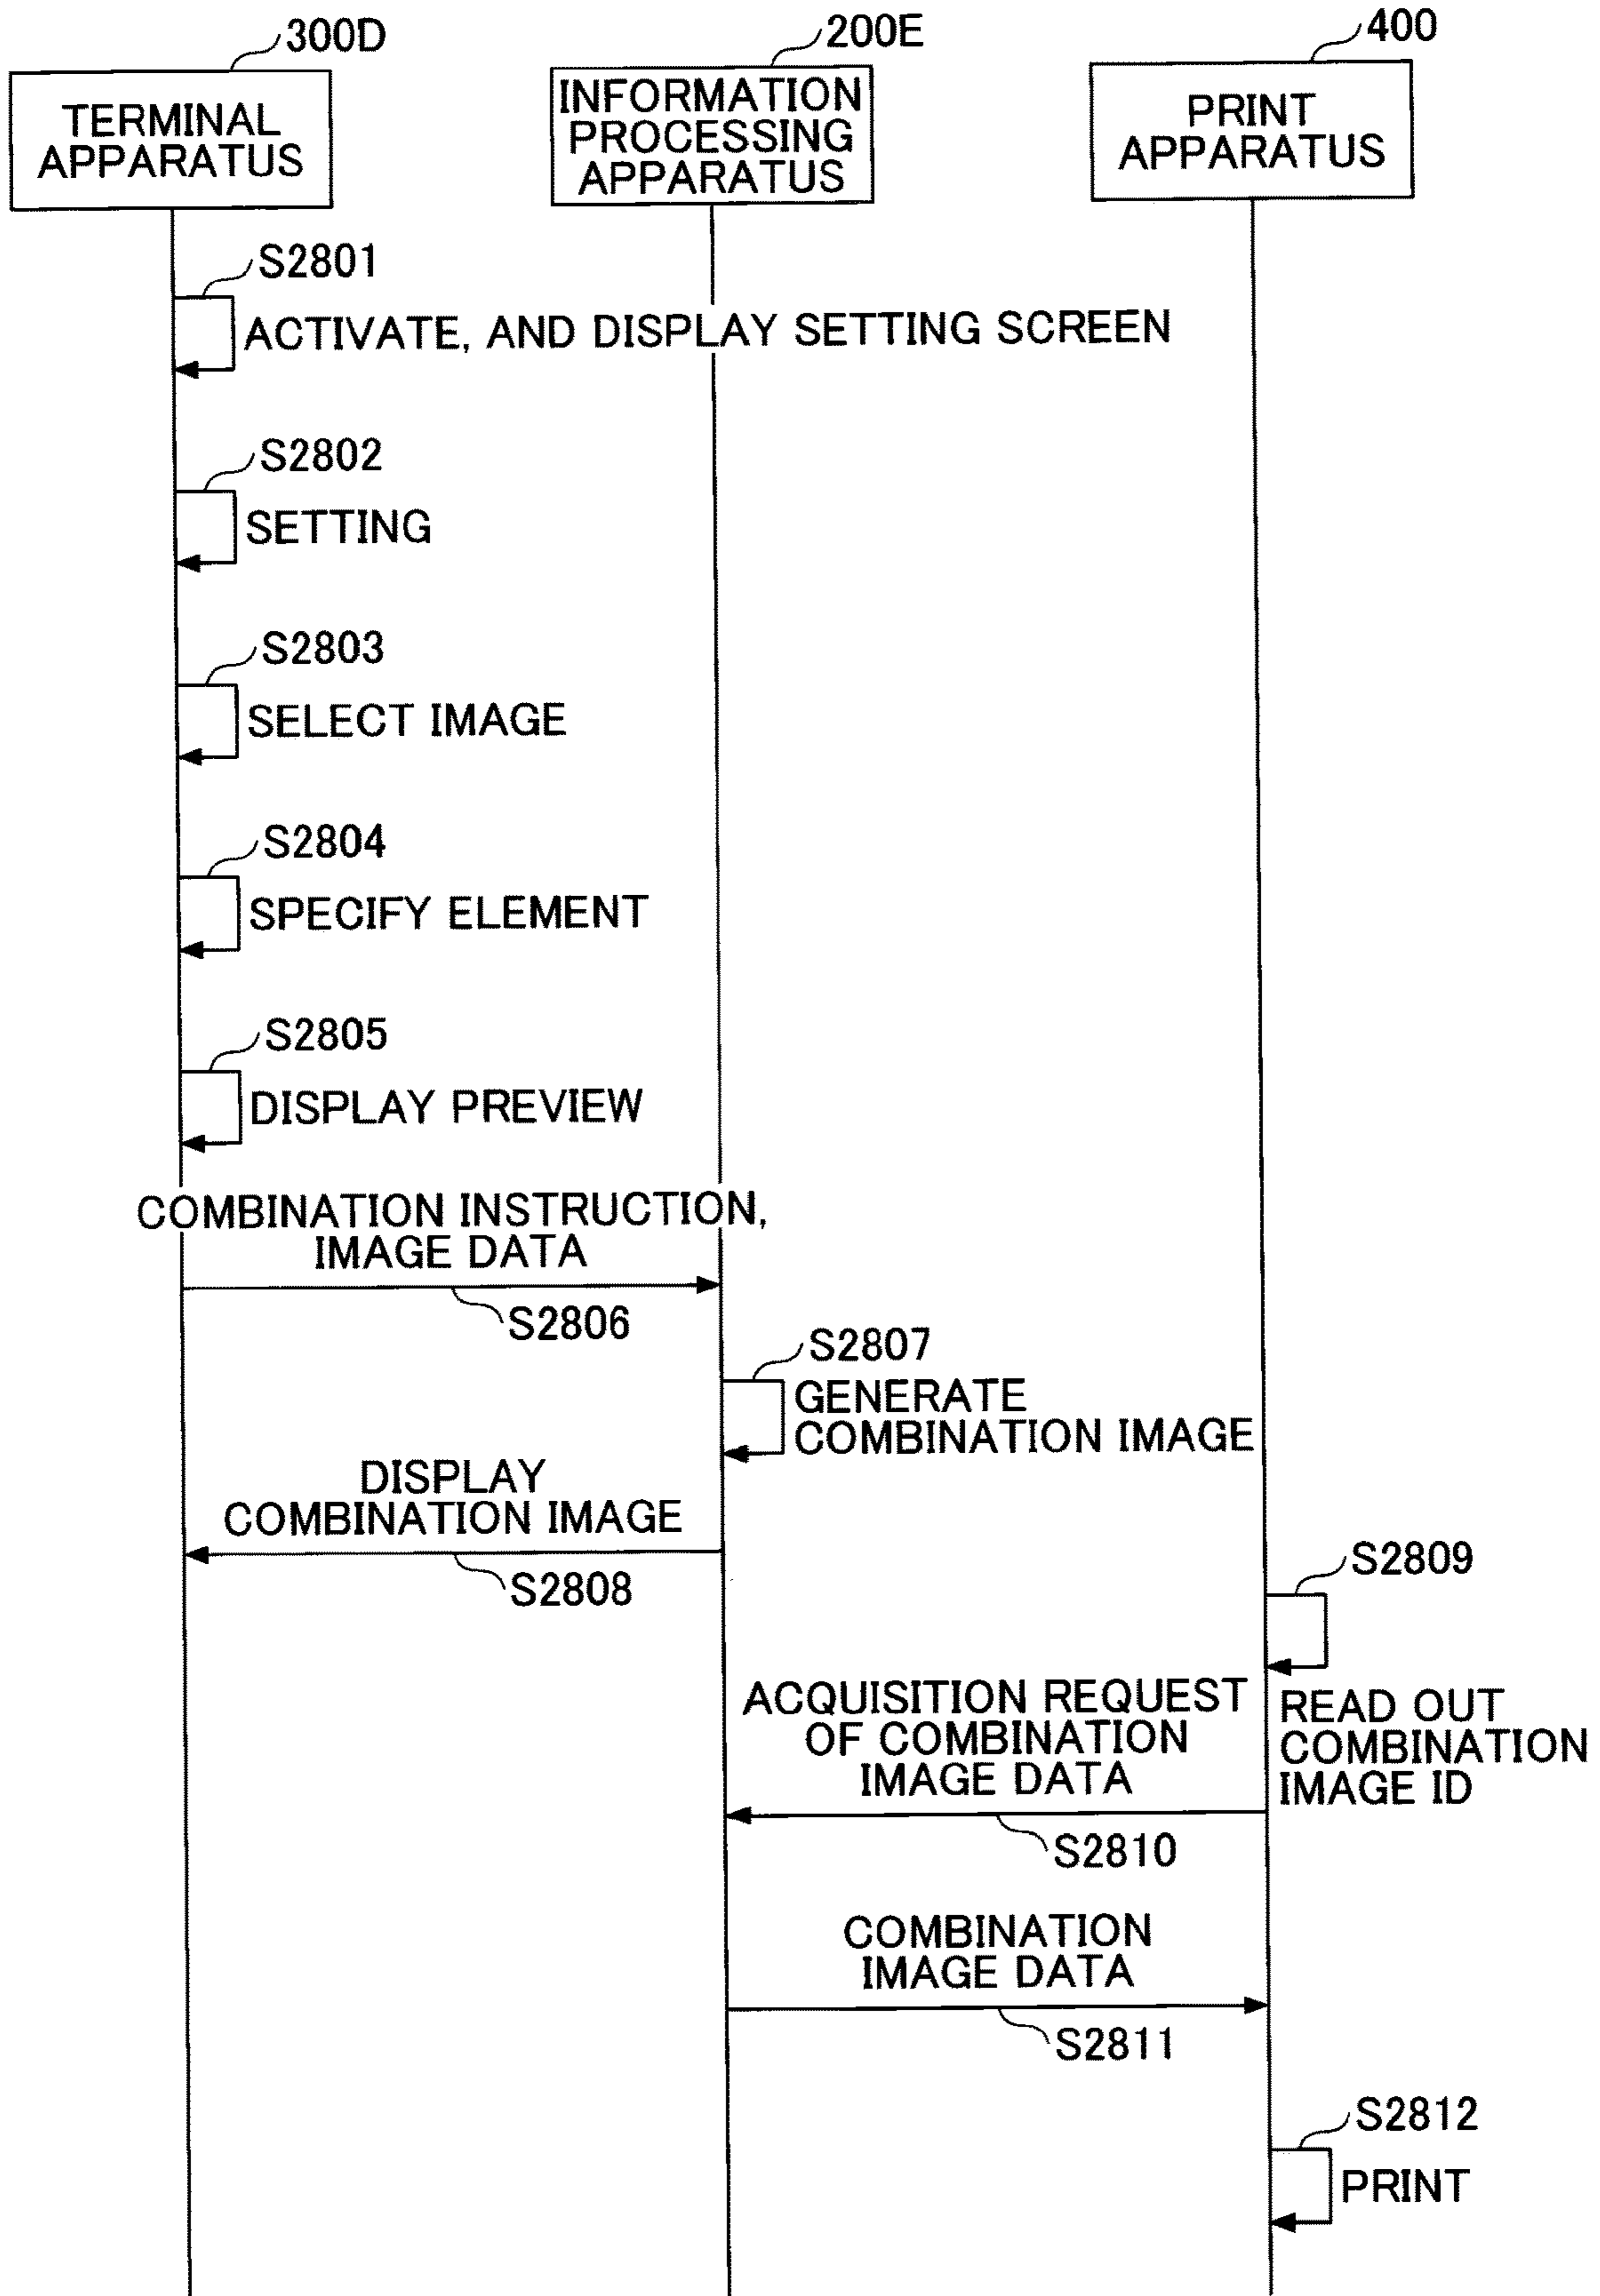 300D
200E
400
TERMINAL
APPARATUS
INFORMATION
PROCESSING
APPARATUS
PRINT
APPARATUS
S2801
ACTIVATE, AND DISPLAY SETTING SCREEN
S2802
SETTING
S2803
SELECT IMAGE
S2804
SPECIFY ELEMENT
S2805
DISPLAY PREVIEW
COMBINATION INSTRUCTION,
IMAGE DATA
S2806
S2807
GENERATE
COMBINATION IMAGE
DISPLAY
COMBINATION IMAGE
S2808
S2809
READ OUT
COMBINATION
IMAGE ID
ACQUISITION REQUEST
OF COMBINATION
IMAGE DATA
S2810
COMBINATION
IMAGE DATA
S2811
S2812
PRINT